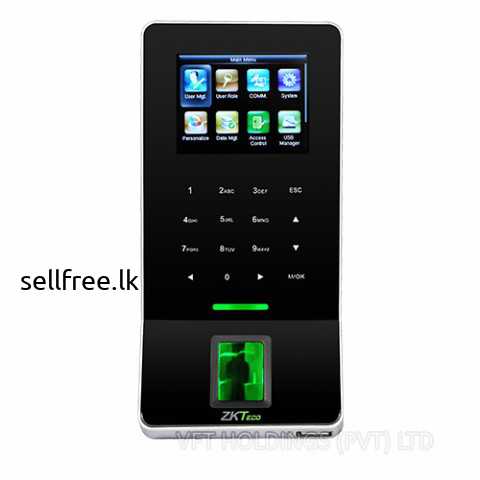 Main Menu
User Mgt. User Role COMM. System
Personalize Data Mgt. Access Control USB Manager
1 2ABC 3DEF ESC
4GHI 5JKL 6MNO ▲
7PQRS 8TUV 9WXYZ ▼
◄ 0 ► M/OK
sellfree.lk
ZKTeco
VFT HOLDINGS (PVT) LTD